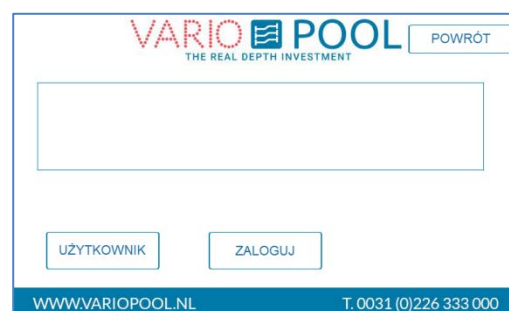 VARIO POOL
THE REAL DEPTH INVESTMENT
POWRÓT
UŻYTKOWNIK
ZALOGUJ
WWW.VARIOPOOL.NL
T. 0031 (0)226 333 000